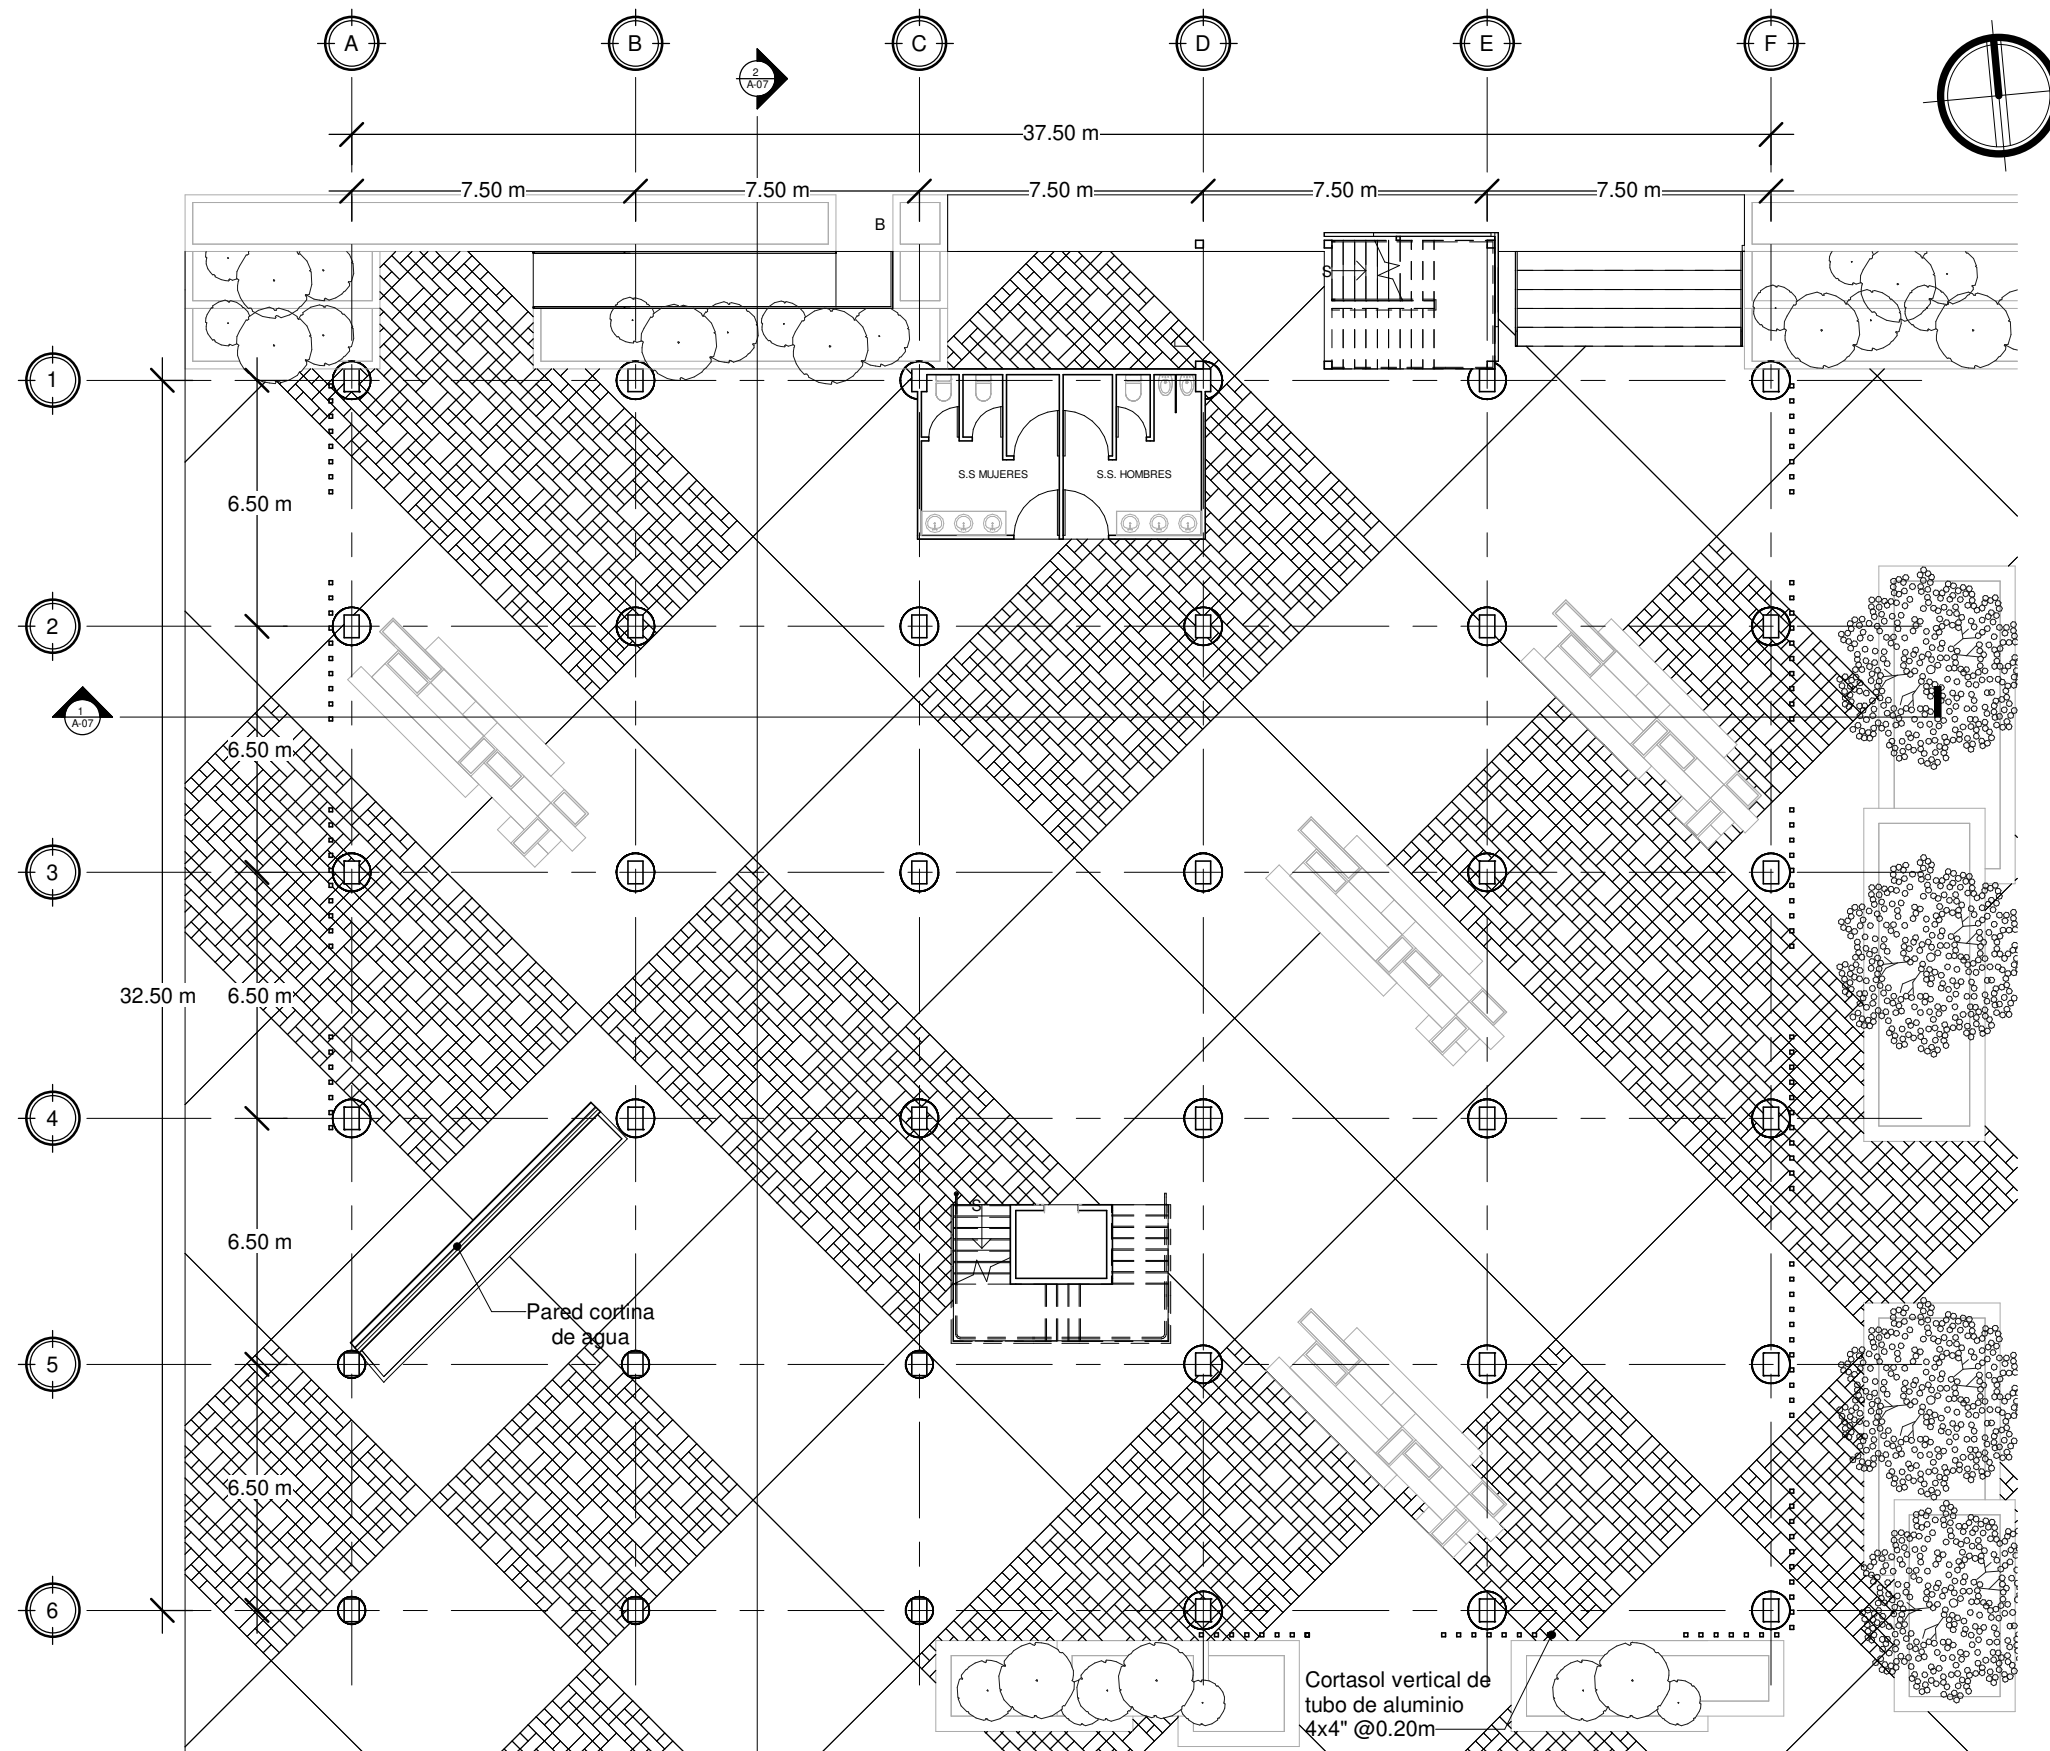 A
B
C
D
E
F
2
A-07
37.50 m
7.50 m
7.50 m
7.50 m
7.50 m
7.50 m
B
S
1
S.S MUJERES
S.S. HOMBRES
6.50 m
2
1
A-07
6.50 m
3
32.50 m
6.50 m
4
S
6.50 m
Pared cortina
de agua
5
6.50 m
6
Cortasol vertical de
tubo de aluminio
4x4" @0.20m